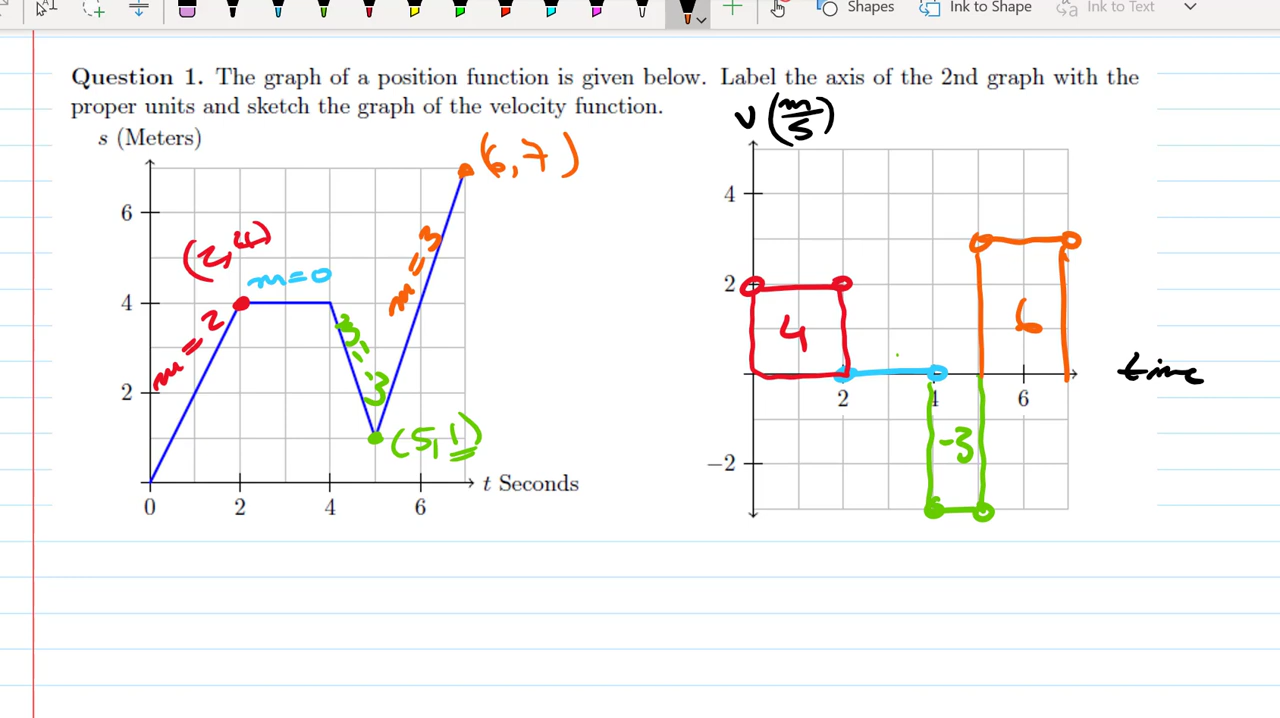 Shapes Ink to Shape Ink to Text
Question 1. The graph of a position function is given below. Label the axis of the 2nd graph with the
proper units and sketch the graph of the velocity function.
s (Meters)
6
4
2
0 2 4 6
t Seconds
(2,4)
m=2
m=0
m=-3
(5,1)
m=3
(6,7)
v (m/s)
4
2
-2
2 4 6
time
4
-3
6